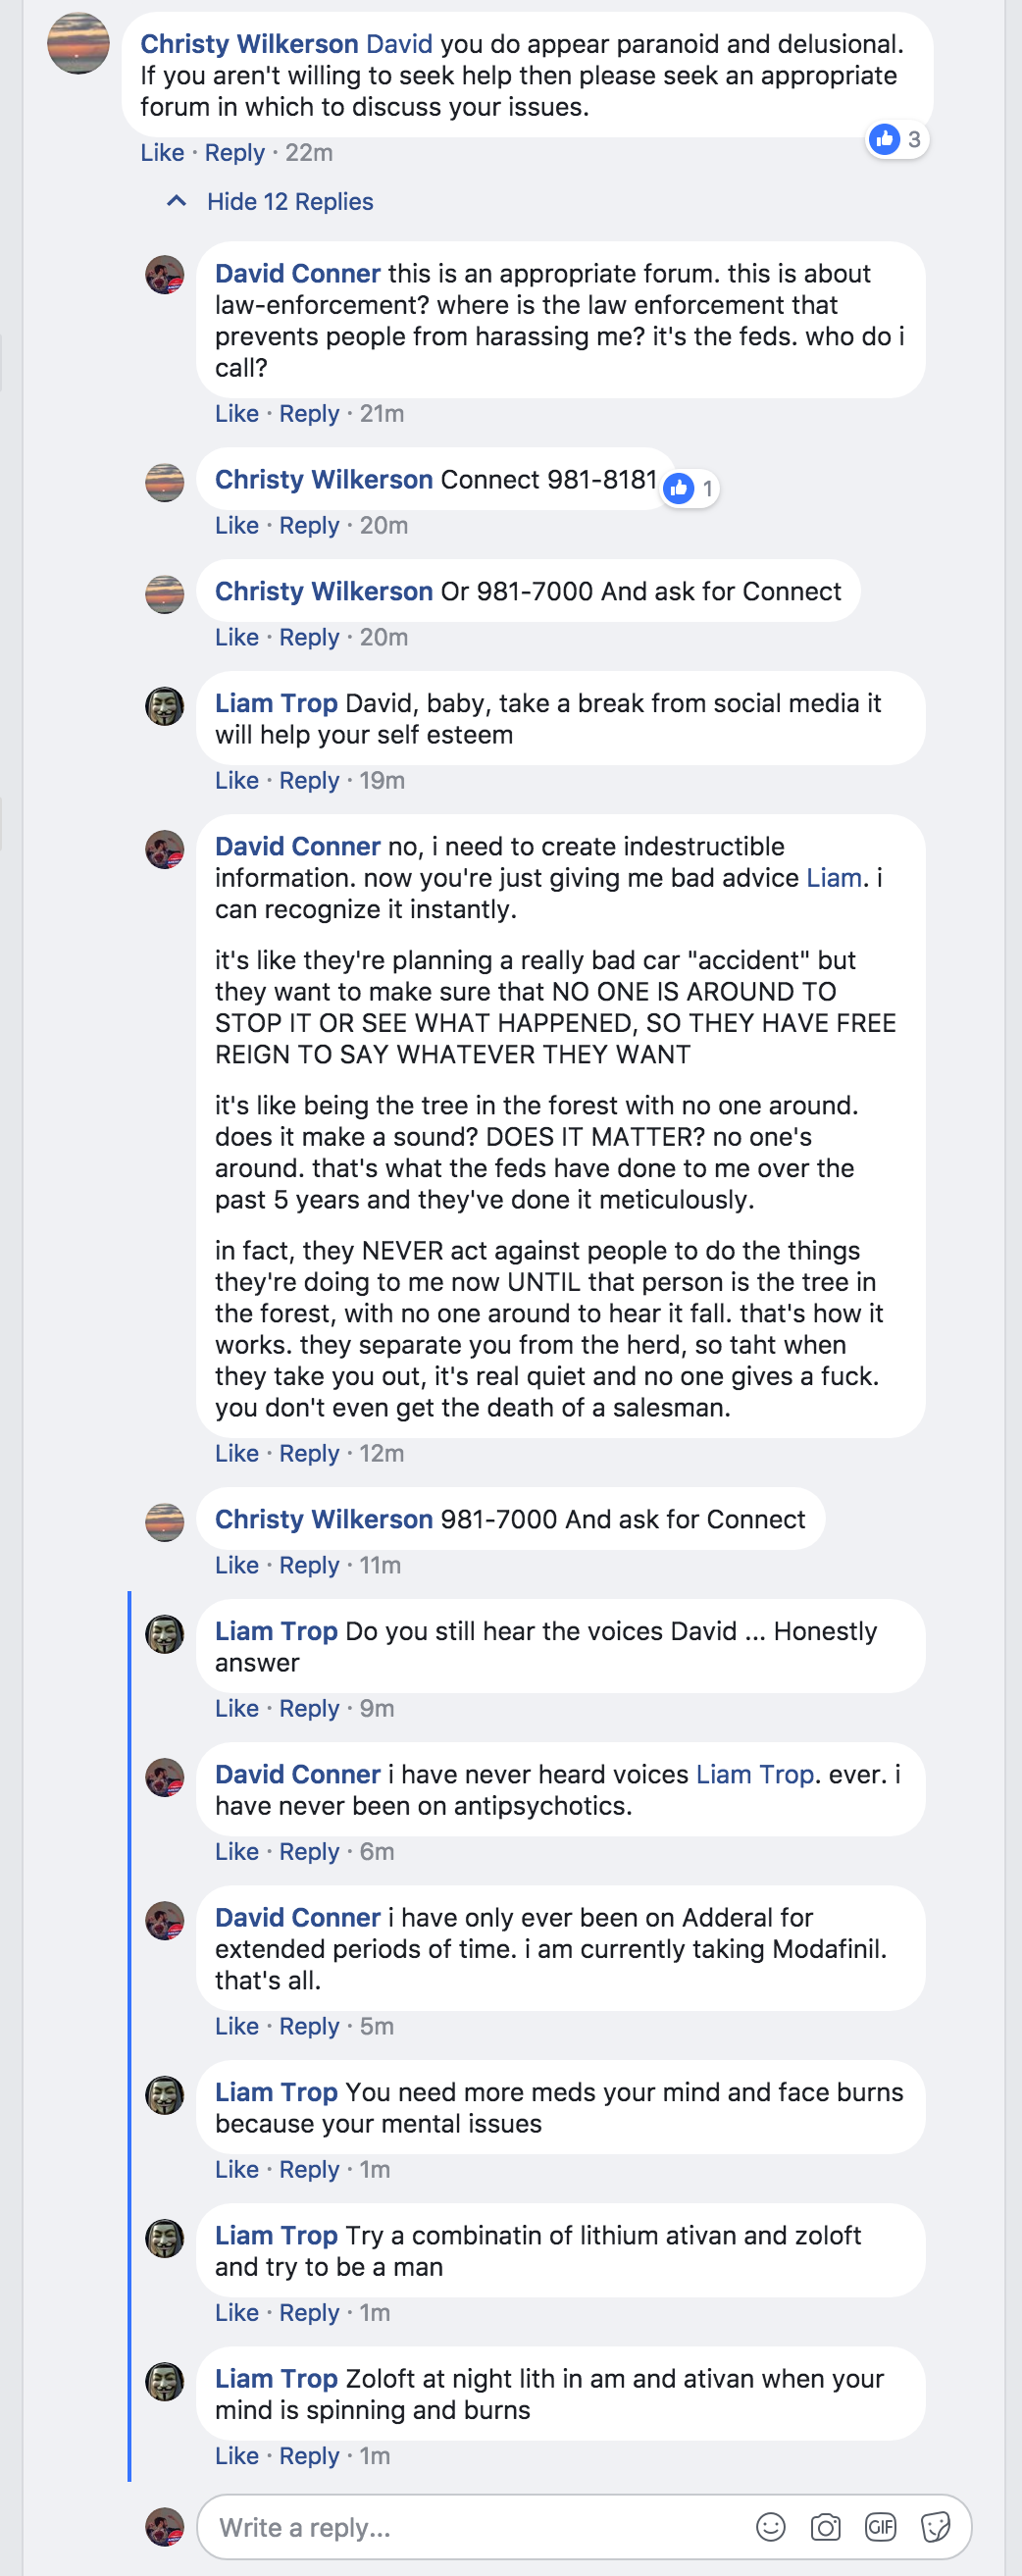 Christy Wilkerson David you do appear paranoid and delusional.
If you aren't willing to seek help then please seek an appropriate
forum in which to discuss your issues.
3
Like · Reply · 22m
Hide 12 Replies
David Conner this is an appropriate forum. this is about
law-enforcement? where is the law enforcement that
prevents people from harassing me? it's the feds. who do i
call?
Like · Reply · 21m
Christy Wilkerson Connect 981-8181
1
Like · Reply · 20m
Christy Wilkerson Or 981-7000 And ask for Connect
Like · Reply · 20m
Liam Trop David, baby, take a break from social media it
will help your self esteem
Like · Reply · 19m
David Conner no, i need to create indestructible
information. now you're just giving me bad advice Liam. i
can recognize it instantly.
it's like they're planning a really bad car "accident" but
they want to make sure that NO ONE IS AROUND TO
STOP IT OR SEE WHAT HAPPENED, SO THEY HAVE FREE
REIGN TO SAY WHATEVER THEY WANT
it's like being the tree in the forest with no one around.
does it make a sound? DOES IT MATTER? no one's
around. that's what the feds have done to me over the
past 5 years and they've done it meticulously.
in fact, they NEVER act against people to do the things
they're doing to me now UNTIL that person is the tree in
the forest, with no one around to hear it fall. that's how it
works. they separate you from the herd, so taht when
they take you out, it's real quiet and no one gives a fuck.
you don't even get the death of a salesman.
Like · Reply · 12m
Christy Wilkerson 981-7000 And ask for Connect
Like · Reply · 11m
Liam Trop Do you still hear the voices David ... Honestly
answer
Like · Reply · 9m
David Conner i have never heard voices Liam Trop. ever. i
have never been on antipsychotics.
Like · Reply · 6m
David Conner i have only ever been on Adderal for
extended periods of time. i am currently taking Modafinil.
that's all.
Like · Reply · 5m
Liam Trop You need more meds your mind and face burns
because your mental issues
Like · Reply · 1m
Liam Trop Try a combinatin of lithium ativan and zoloft
and try to be a man
Like · Reply · 1m
Liam Trop Zoloft at night lith in am and ativan when your
mind is spinning and burns
Like · Reply · 1m
Write a reply...
GIF